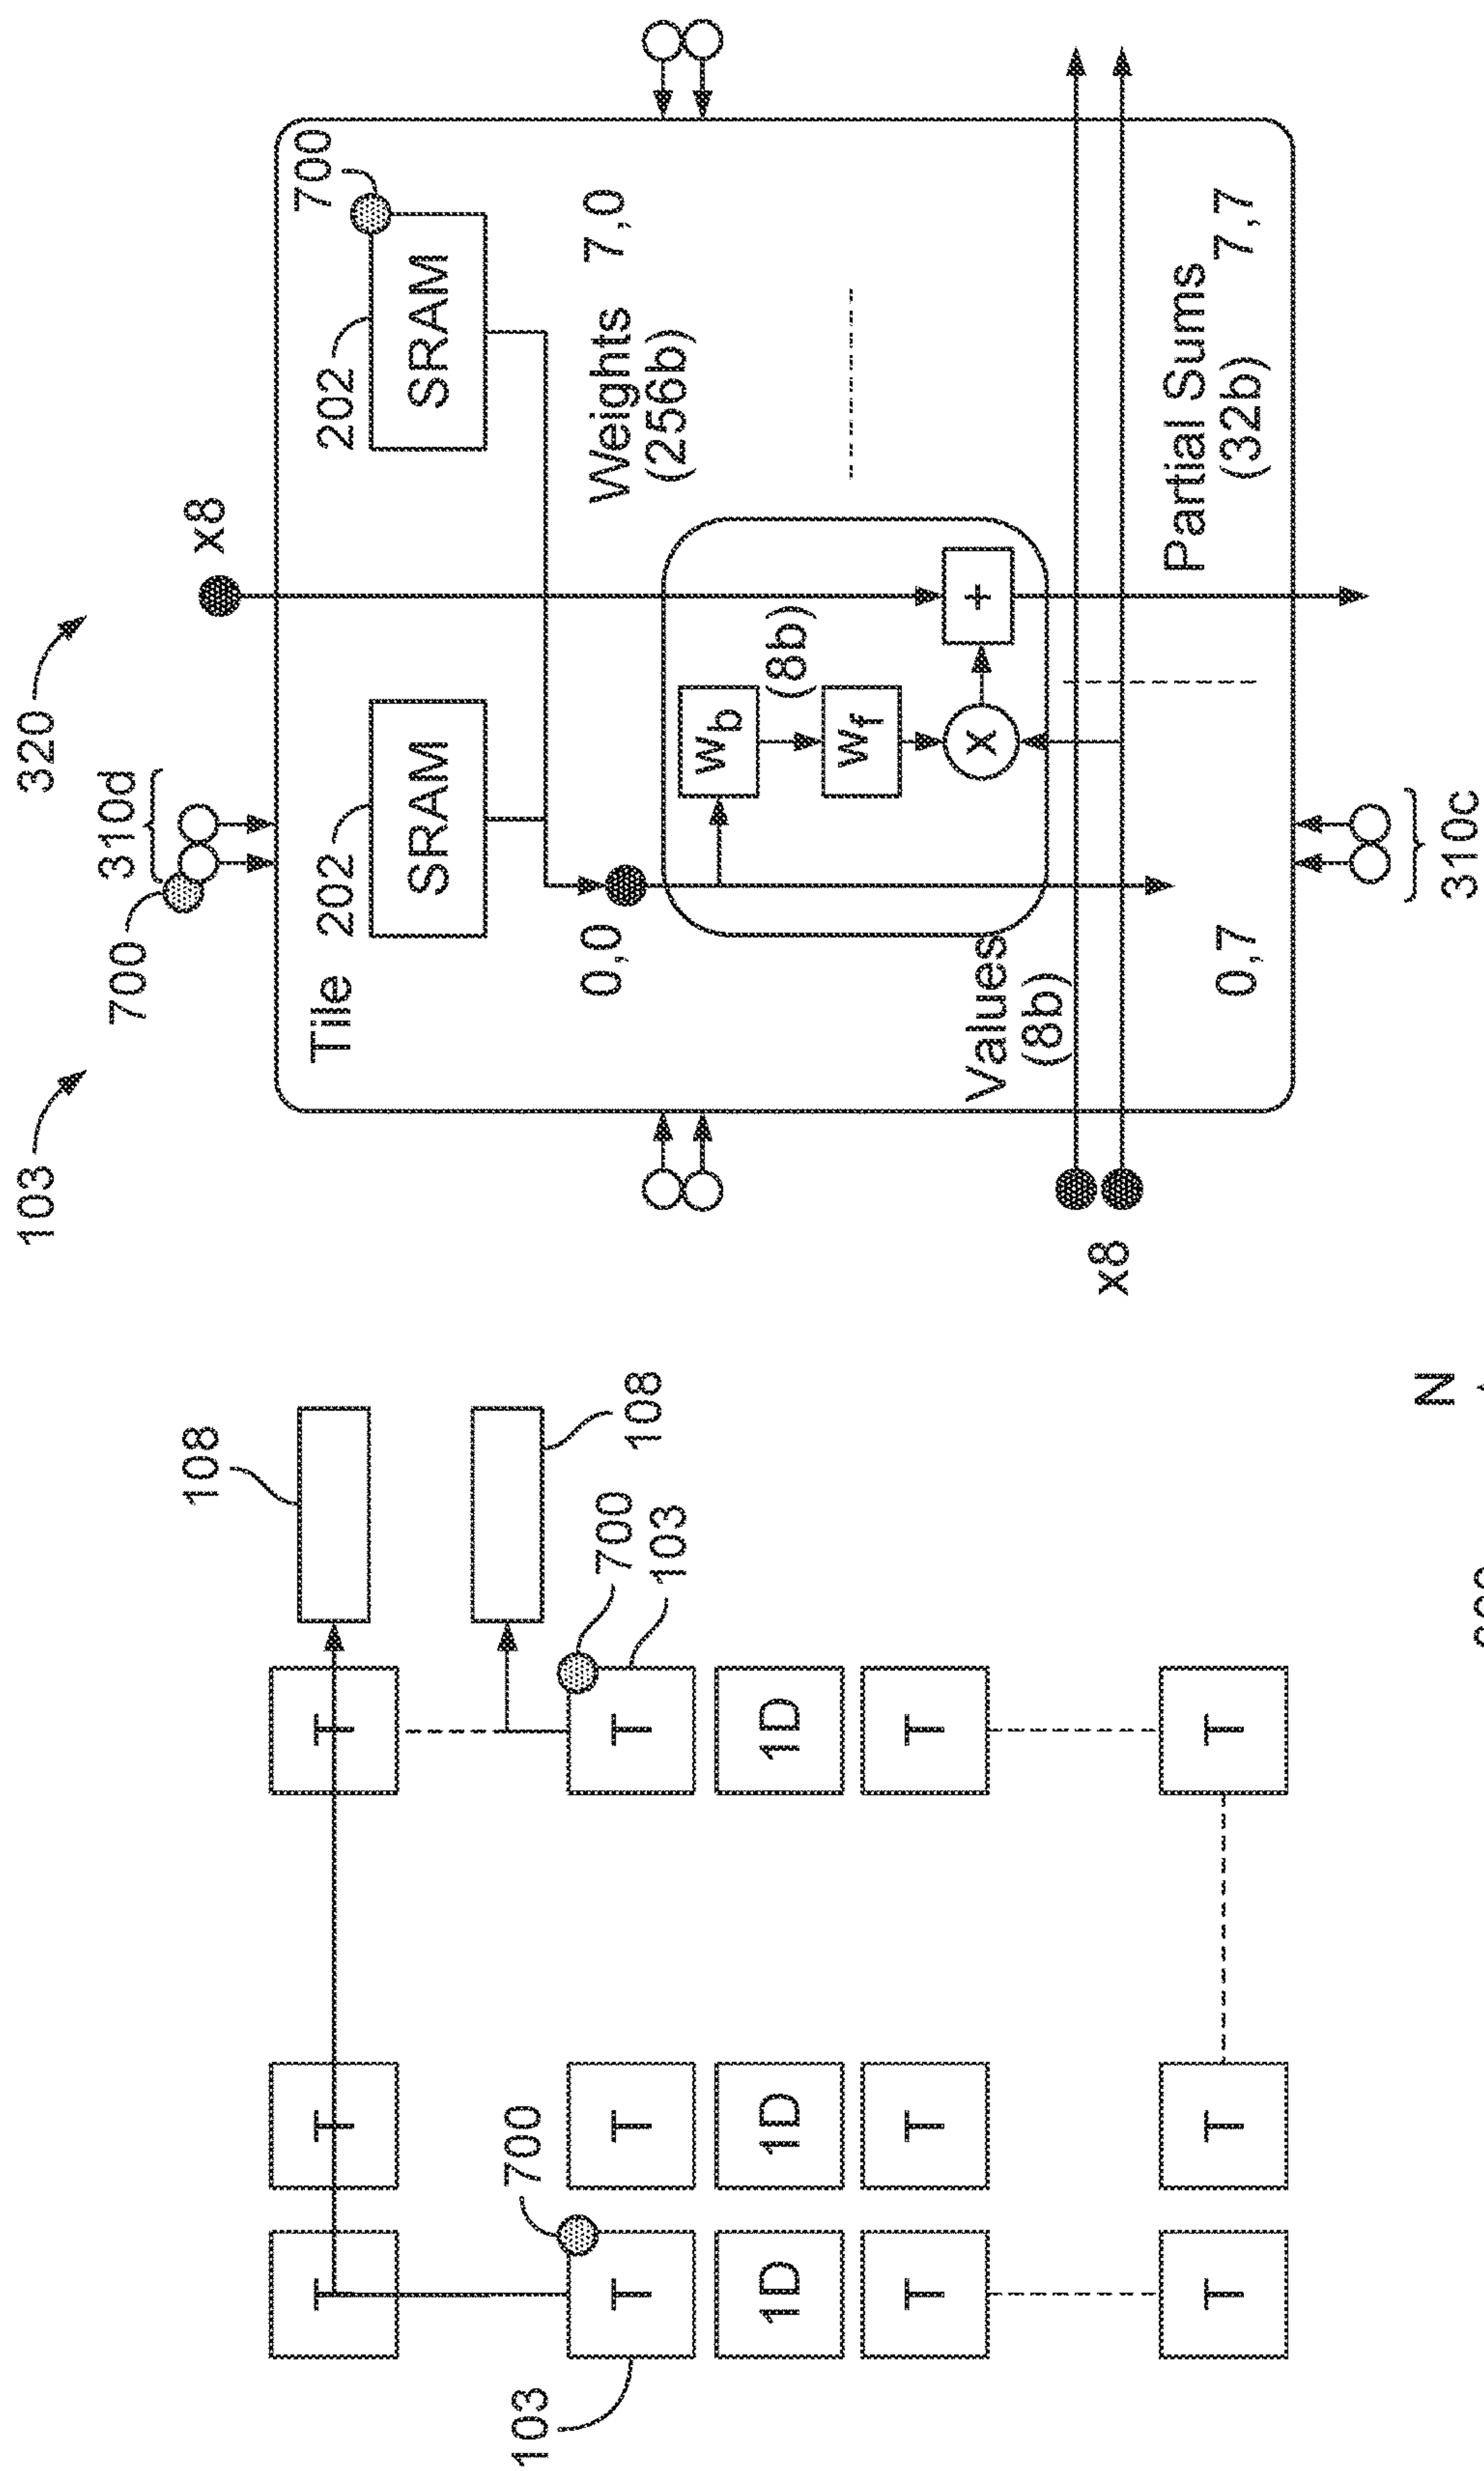 108
T T T
700
103
700
108
103
T T T
1D 1D 1D
T T T
T T T
N
103
320
310d
700
x8
700
Tile
202
202
SRAM SRAM
0,0
Weights 7,0
(256b)
Wb
(8b)
Wf
X +
Values
(8b)
x8
Partial Sums
(32b)
0,7 7,7
310c